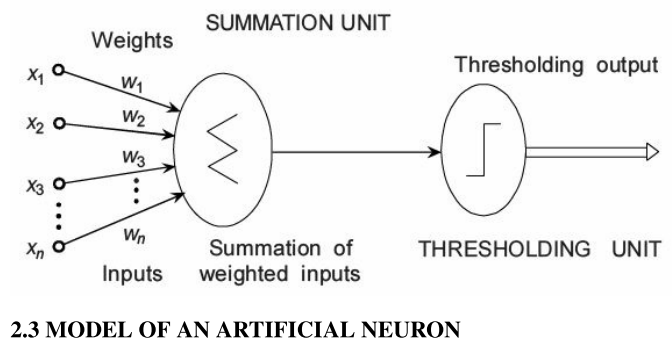 SUMMATION UNIT
Weights
Thresholding output
x1
w1
x2
w2
w3
x3
wn
xn
Inputs
Summation of
weighted inputs
THRESHOLDING UNIT
2.3 MODEL OF AN ARTIFICIAL NEURON